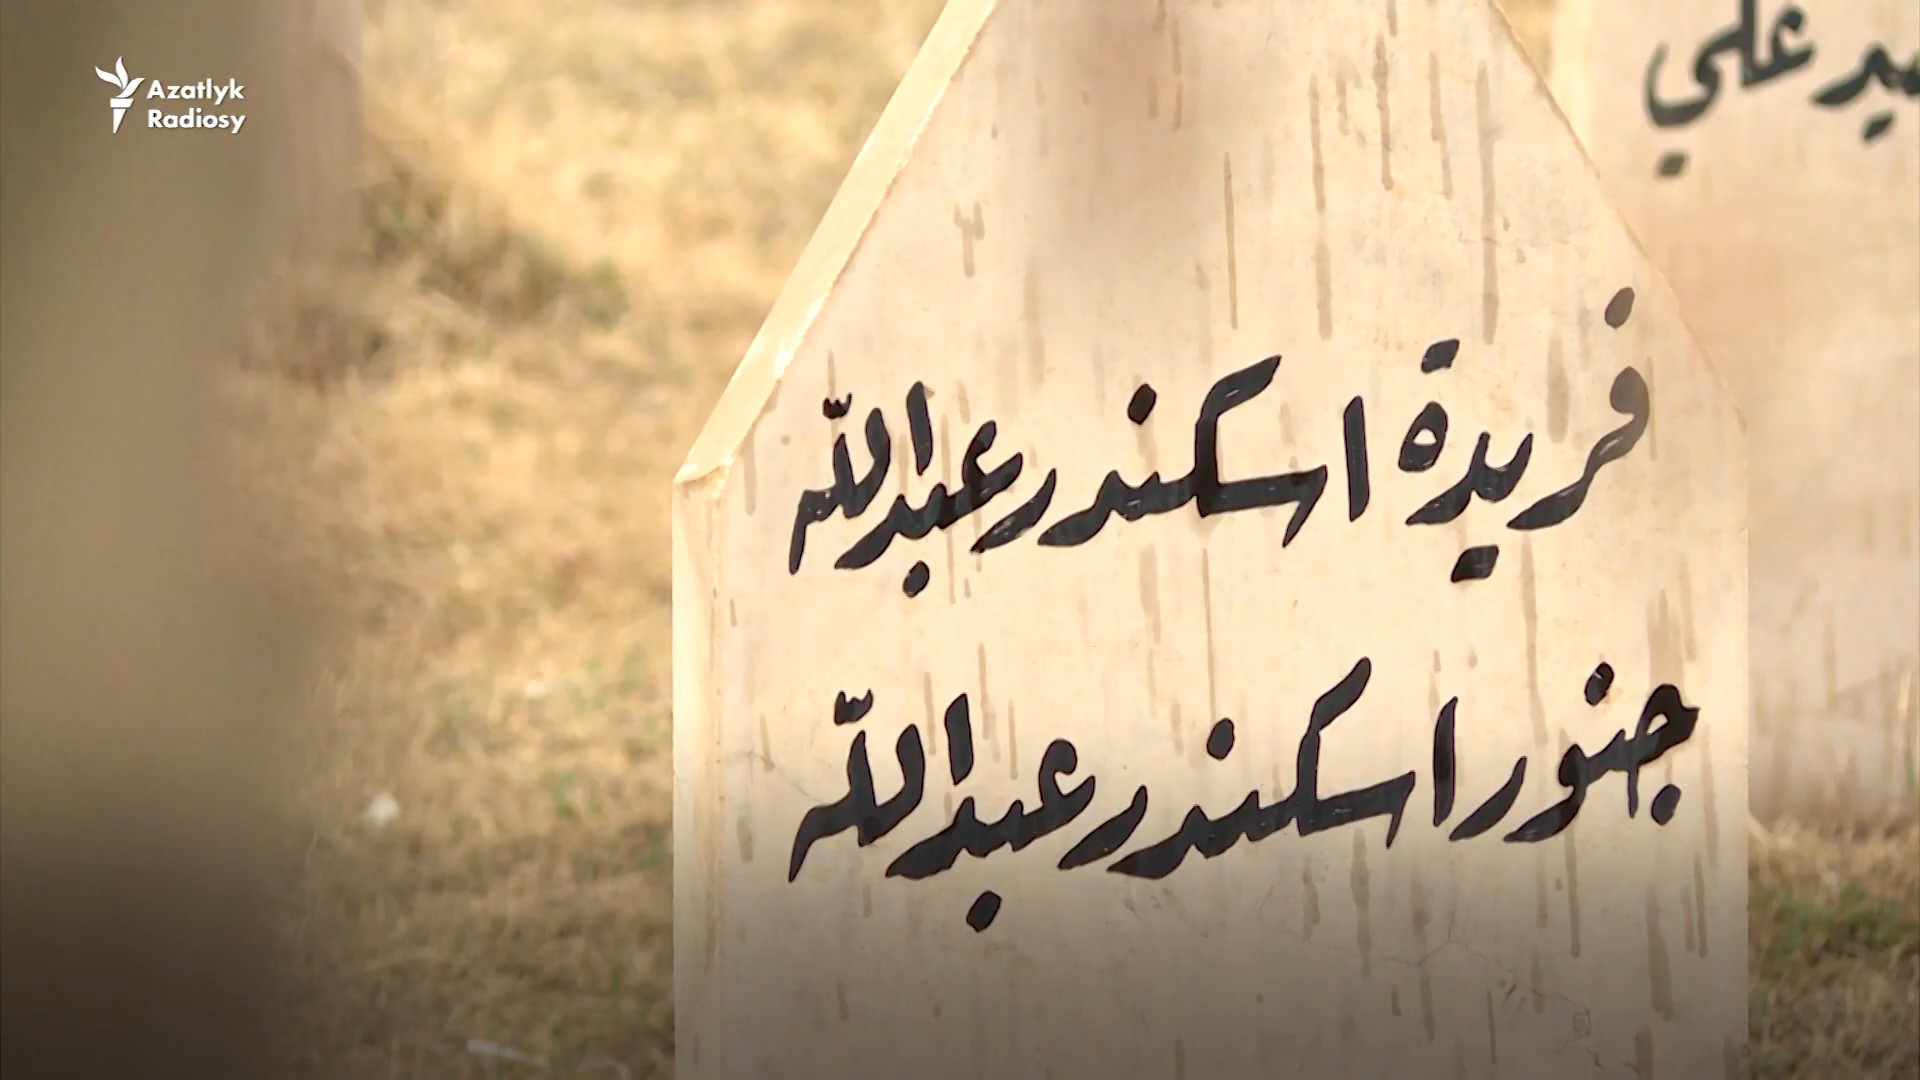 Azatlyk
Radiosy
علي
فريدة اسكندر عبدالله
جنور اسكندر عبدالله